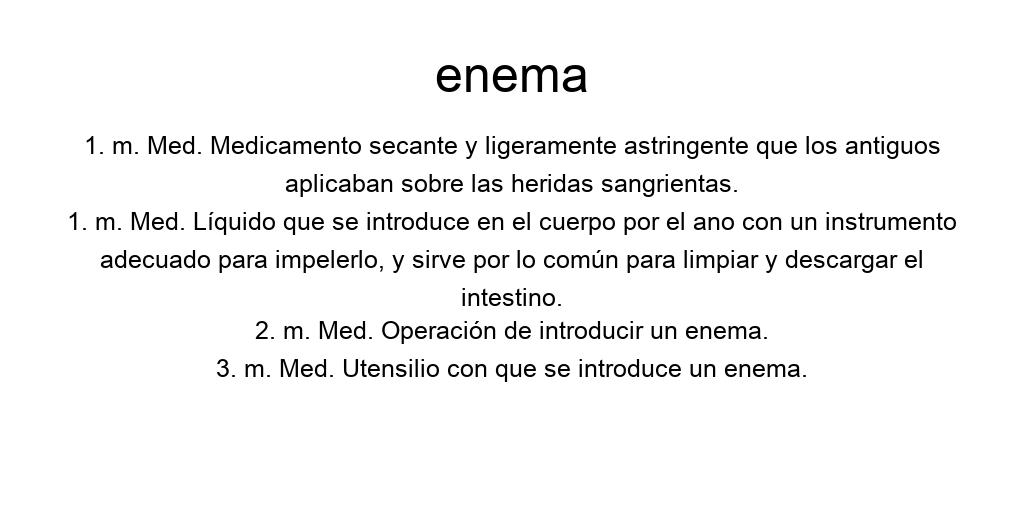 enema
1. m. Med. Medicamento secante y ligeramente astringente que los antiguos
aplicaban sobre las heridas sangrientas.
1. m. Med. Líquido que se introduce en el cuerpo por el ano con un instrumento
adecuado para impelerlo, y sirve por lo común para limpiar y descargar el
intestino.
2. m. Med. Operación de introducir un enema.
3. m. Med. Utensilio con que se introduce un enema.